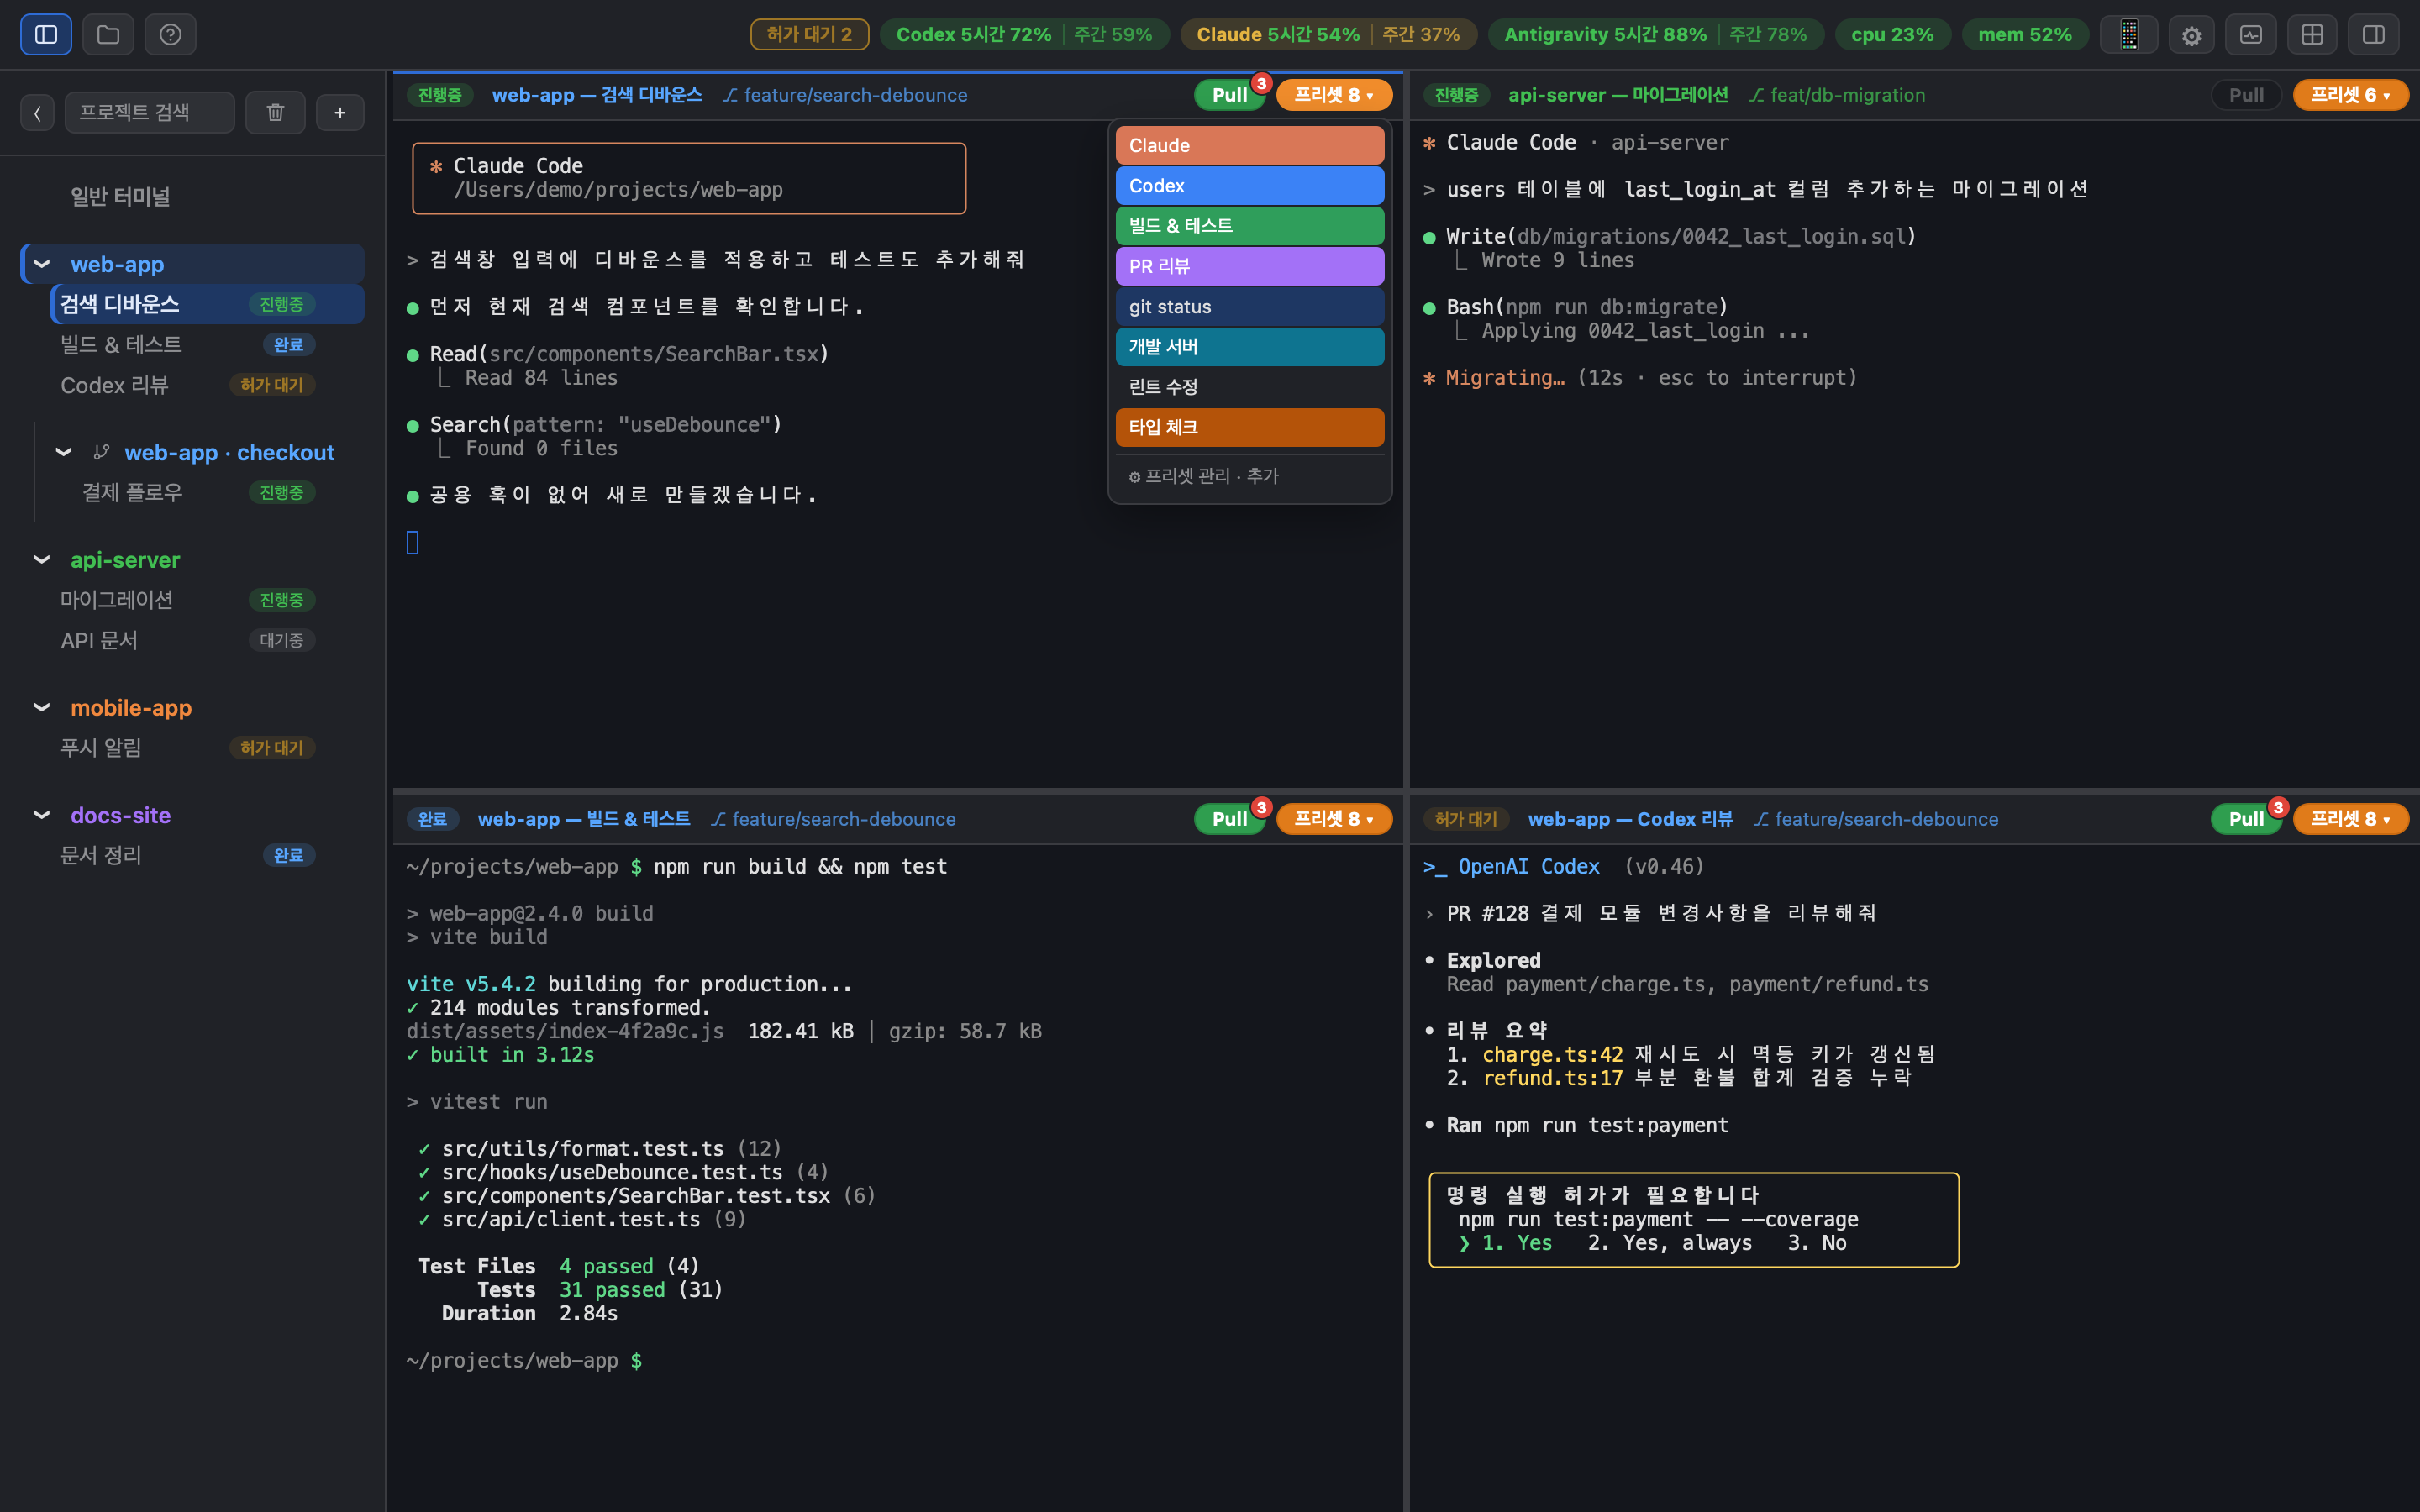 허가 대기 2
Codex 5시간 72% | 주간 59%
Claude 5시간 54% | 주간 37%
Antigravity 5시간 88% | 주간 78%
cpu 23%
mem 52%
프로젝트 검색
+
일반 터미널
web-app
검색 디바운스 진행중
빌드 & 테스트 완료
Codex 리뷰 허가 대기
web-app · checkout
결제 플로우 진행중
api-server
마이그레이션 진행중
API 문서 대기중
mobile-app
푸시 알림 허가 대기
docs-site
문서 정리 완료
진행중 web-app — 검색 디바운스 feature/search-debounce Pull 3 프리셋 8 ▾
✻ Claude Code
/Users/demo/projects/web-app
> 검색창 입력에 디바운스를 적용하고 테스트도 추가해줘
● 먼저 현재 검색 컴포넌트를 확인합니다.
● Read(src/components/SearchBar.tsx)
⎿ Read 84 lines
● Search(pattern: "useDebounce")
⎿ Found 0 files
● 공용 훅이 없어 새로 만들겠습니다.
Claude
Codex
빌드 & 테스트
PR 리뷰
git status
개발 서버
린트 수정
타입 체크
⚙ 프리셋 관리 · 추가
진행중 api-server — 마이그레이션 feat/db-migration Pull 프리셋 6 ▾
✻ Claude Code · api-server
> users 테이블에 last_login_at 컬럼 추가하는 마이그레이션
● Write(db/migrations/0042_last_login.sql)
⎿ Wrote 9 lines
● Bash(npm run db:migrate)
⎿ Applying 0042_last_login ...
✻ Migrating… (12s · esc to interrupt)
완료 web-app — 빌드 & 테스트 feature/search-debounce Pull 3 프리셋 8 ▾
~/projects/web-app $ npm run build && npm test
> web-app@2.4.0 build
> vite build
vite v5.4.2 building for production...
✓ 214 modules transformed.
dist/assets/index-4f2a9c.js 182.41 kB │ gzip: 58.7 kB
✓ built in 3.12s
> vitest run
✓ src/utils/format.test.ts (12)
✓ src/hooks/useDebounce.test.ts (4)
✓ src/components/SearchBar.test.tsx (6)
✓ src/api/client.test.ts (9)
Test Files 4 passed (4)
Tests 31 passed (31)
Duration 2.84s
~/projects/web-app $
허가 대기 web-app — Codex 리뷰 feature/search-debounce Pull 3 프리셋 8 ▾
>_ OpenAI Codex (v0.46)
› PR #128 결제 모듈 변경사항을 리뷰해줘
• Explored
Read payment/charge.ts, payment/refund.ts
• 리뷰 요약
1. charge.ts:42 재시도 시 멱등 키가 갱신됨
2. refund.ts:17 부분 환불 합계 검증 누락
• Ran npm run test:payment
명령 실행 허가가 필요합니다
npm run test:payment -- --coverage
❯ 1. Yes 2. Yes, always 3. No